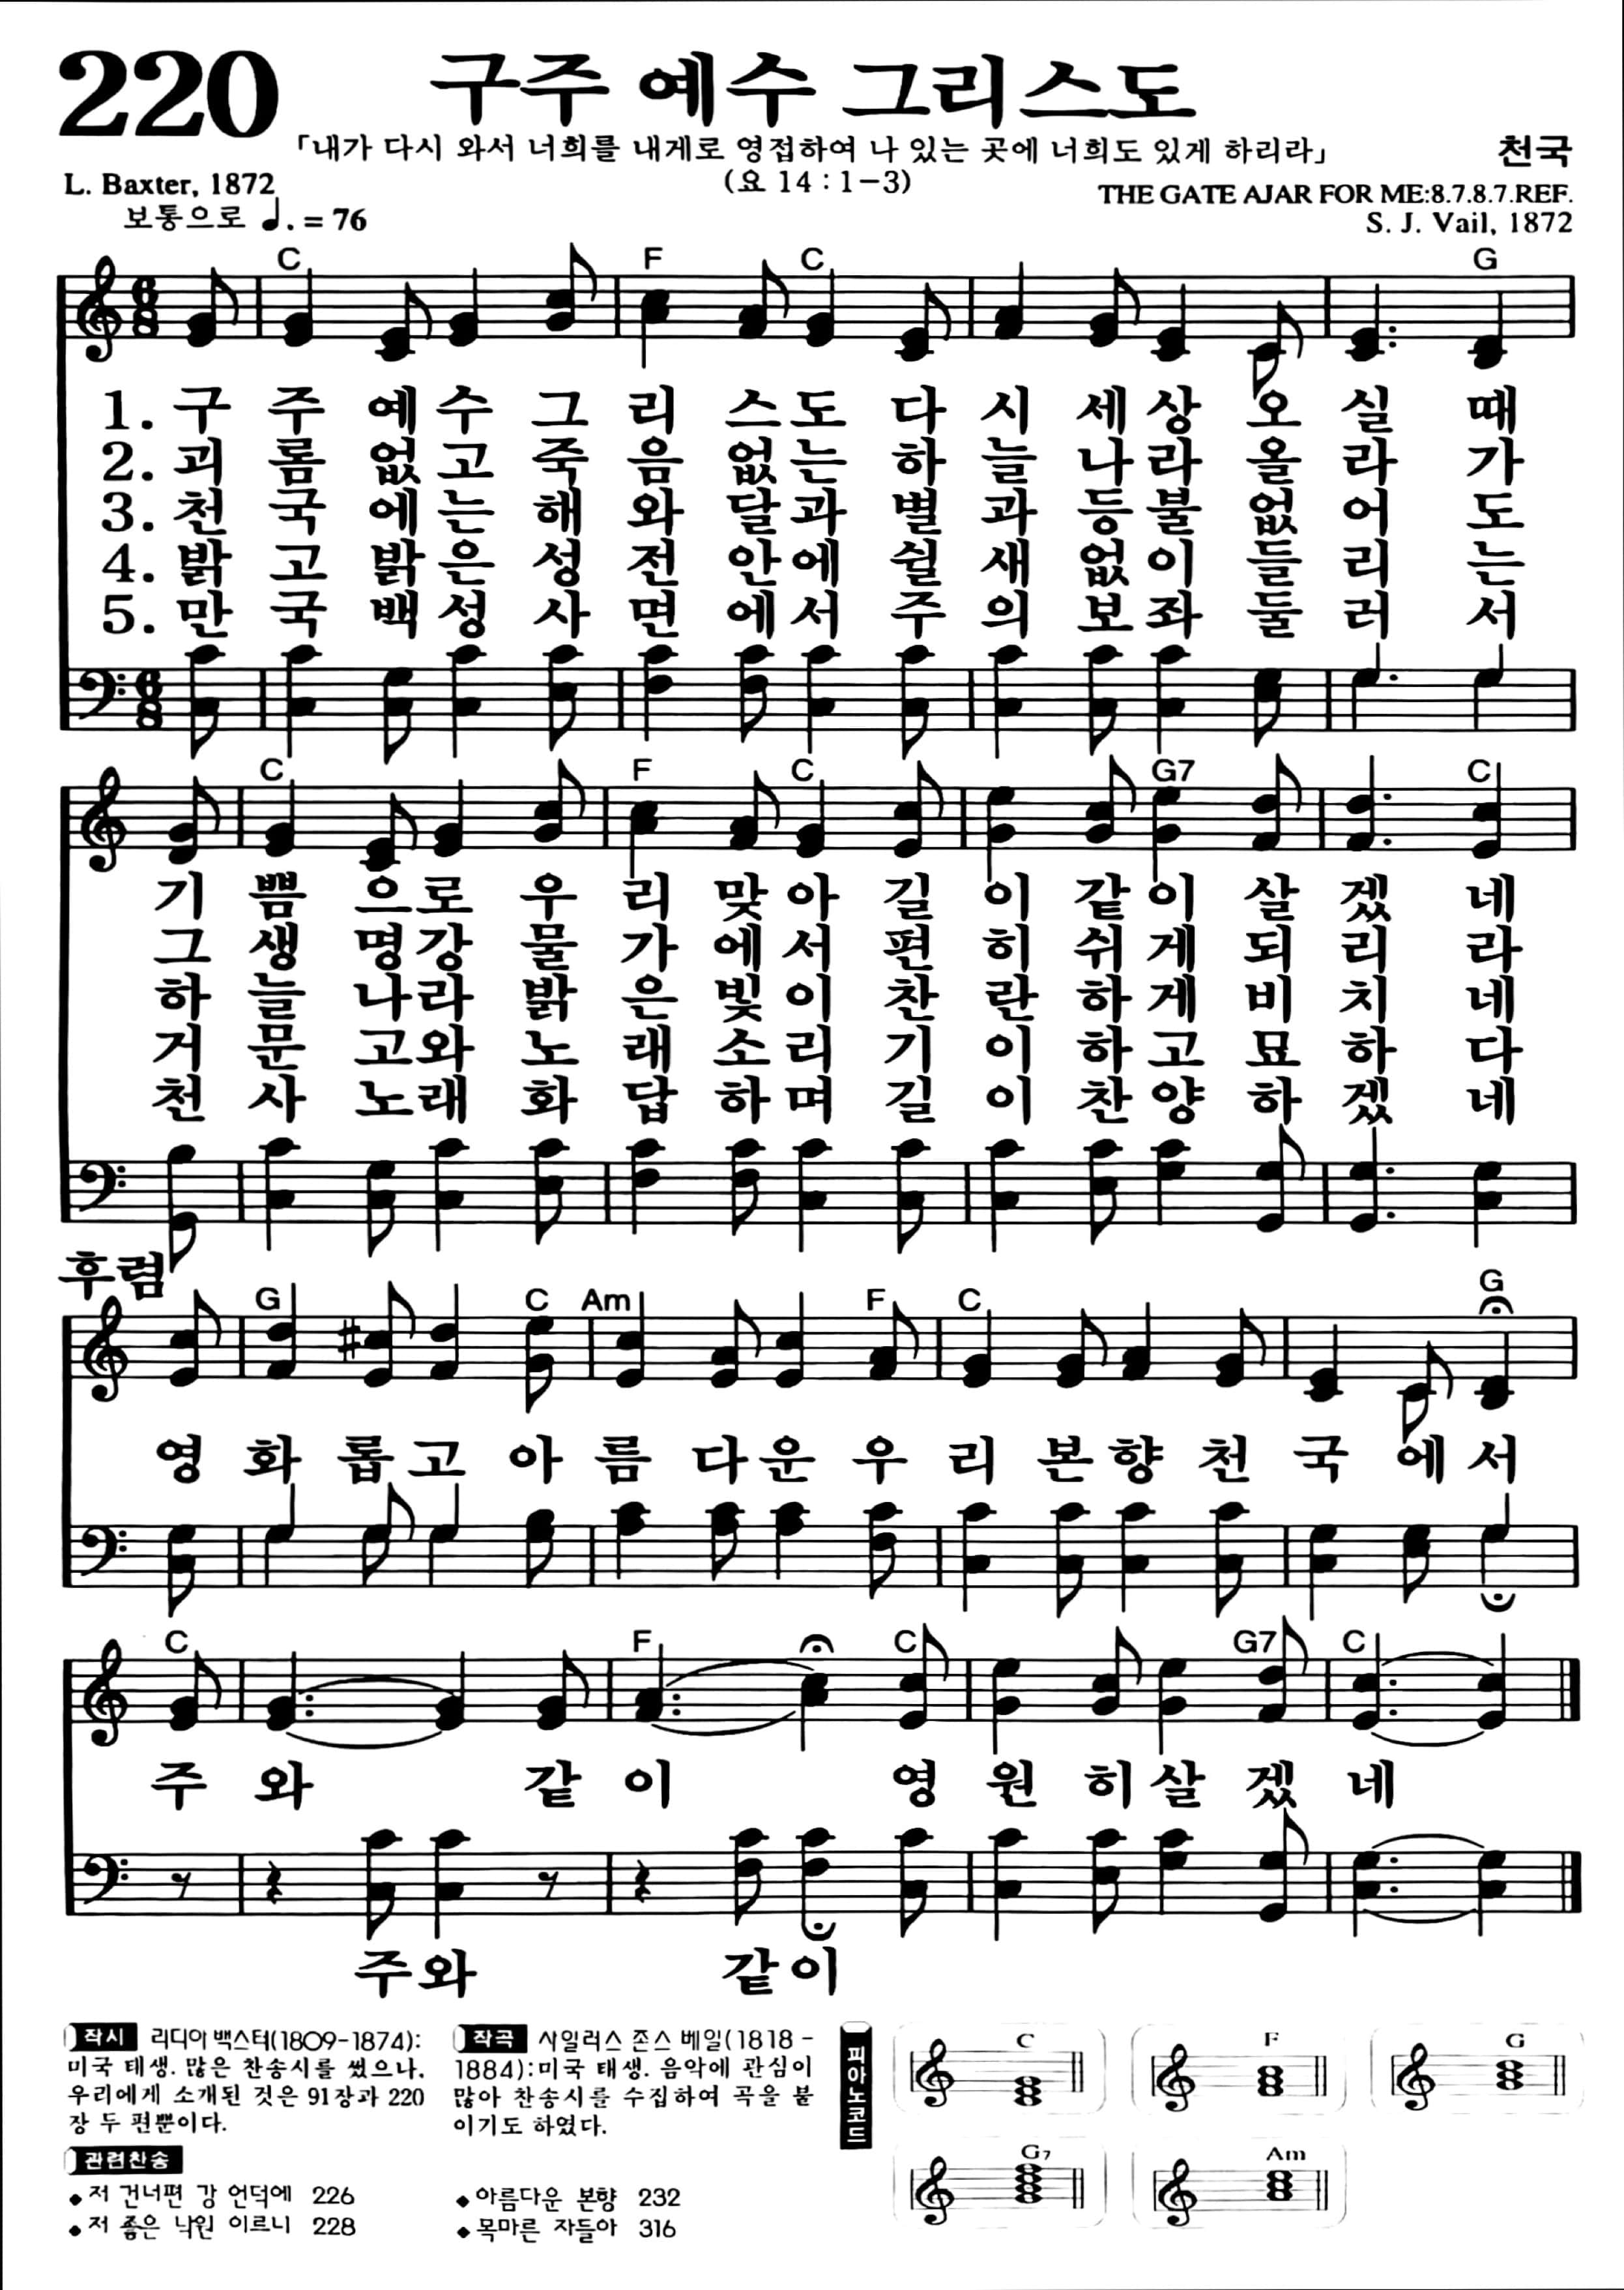 220
구주 예수 그리스도
「내가 다시 와서 너희를 내게로 영접하여 나 있는 곳에 너희도 있게 하리라」
(요 14 : 1-3)
천국
L. Baxter, 1872
THE GATE AJAR FOR ME:8.7.8.7.REF.
보통으로 ♩. = 76
S. J. Vail, 1872
C F C G
1. 구 주 예 수 그 리 스 도 다 시 세 상 오 실 때
2. 괴 롬 없 고 죽 음 없 는 하 늘 나 라 올 라 가
3. 천 국 에 는 해 와 달 과 별 과 등 불 없 어 도
4. 밝 고 밝 은 성 전 안 에 쉴 새 없 이 들 리 는
5. 만 국 백 성 사 면 에 서 주 의 보 좌 둘 러 서
C F C G7 C
기 쁨 으 로 우 리 맞 아 길 이 같 이 살 겠 네
그 생 명 강 물 가 에 서 편 히 쉬 게 되 리 라
하 늘 나 라 밝 은 빛 이 찬 란 하 게 비 치 네
거 문 고 와 노 래 소 리 기 이 하 고 묘 하 다
천 사 노 래 화 답 하 며 길 이 찬 양 하 겠 네
후렴
G C Am F C G
영 화 롭 고 아 름 다 운 우 리 본 향 천 국 에 서
C F C G7 C
주 와 같 이 영 원 히 살 겠 네
주 와 같 이
작시 리디아 백스터(1809-1874):
미국 태생. 많은 찬송시를 썼으나,
우리에게 소개된 것은 91장과 220
장 두 편뿐이다.
작곡 사일러스 존스 베일(1818-
1884):미국 태생. 음악에 관심이
많아 찬송시를 수집하여 곡을 붙
이기도 하였다.
관련찬송
◆저 건너편 강 언덕에 226
◆저 좋은 낙원 이르니 228
◆아름다운 본향 232
◆목마른 자들아 316
피아노코드
C F G
G7 Am